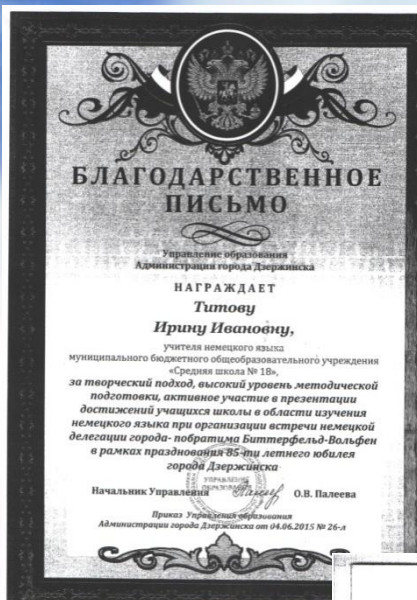 БЛАГОДАРСТВЕННОЕ
ПИСЬМО
Управление образования
Администрации города Дзержинска
НАГРАЖДАЕТ
Титову
Ирину Ивановну,
учителя немецкого языка
муниципального бюджетного общеобразовательного учреждения
«Средняя школа № 18»,
за творческий подход, высокий уровень методической
подготовки, активное участие в презентации
достижений учащихся школы в области изучения
немецкого языка при организации встречи немецкой
делегации города- побратима Биттерфельд-Вольфен
в рамках празднования 85-ти летнего юбилея
города Дзержинска
УПРАВЛЕНИЕ
ОБРАЗОВАНИЯ
Начальник Управления О.В. Палеева
Приказ Управления образования
Администрации города Дзержинска от 04.06.2015 № 26-л